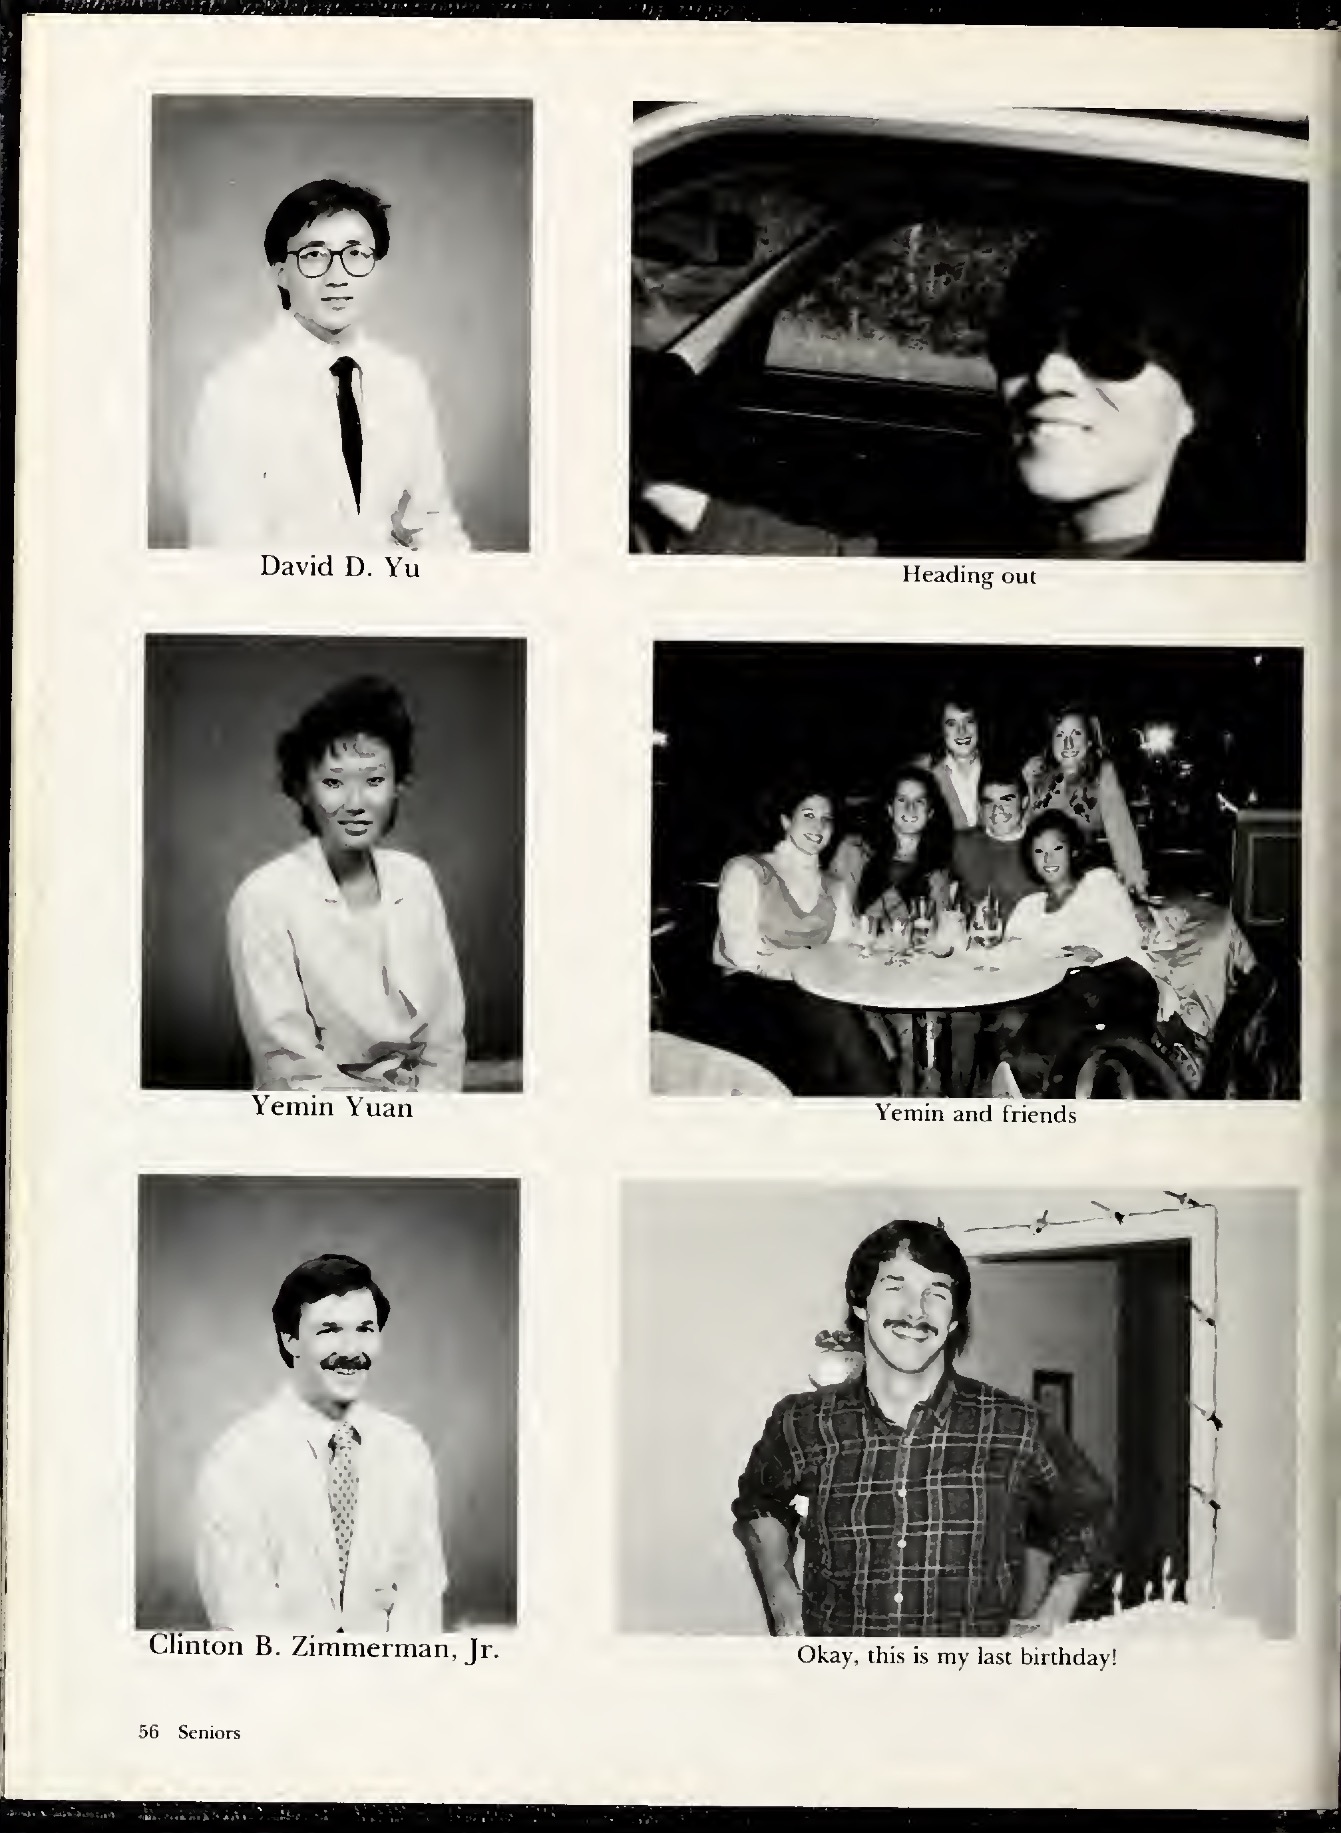 David D. Yu
Heading out
Yemin Yuan
Yemin and friends
Clinton B. Zimmerman, Jr.
Okay, this is my last birthday!
56 Seniors